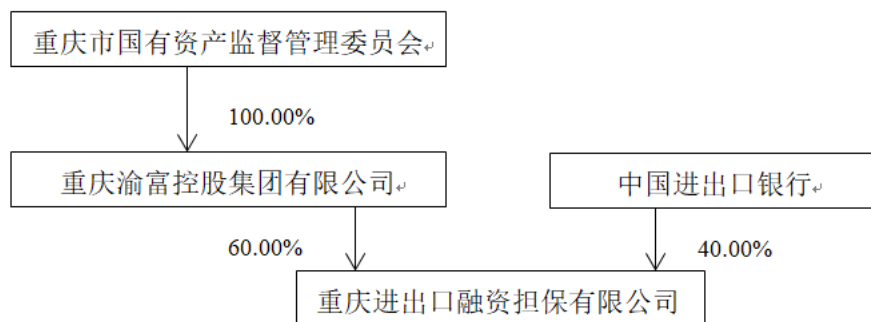 重庆市国有资产监督管理委员会
100.00%
重庆渝富控股集团有限公司
中国进出口银行
60.00%
40.00%
重庆进出口融资担保有限公司